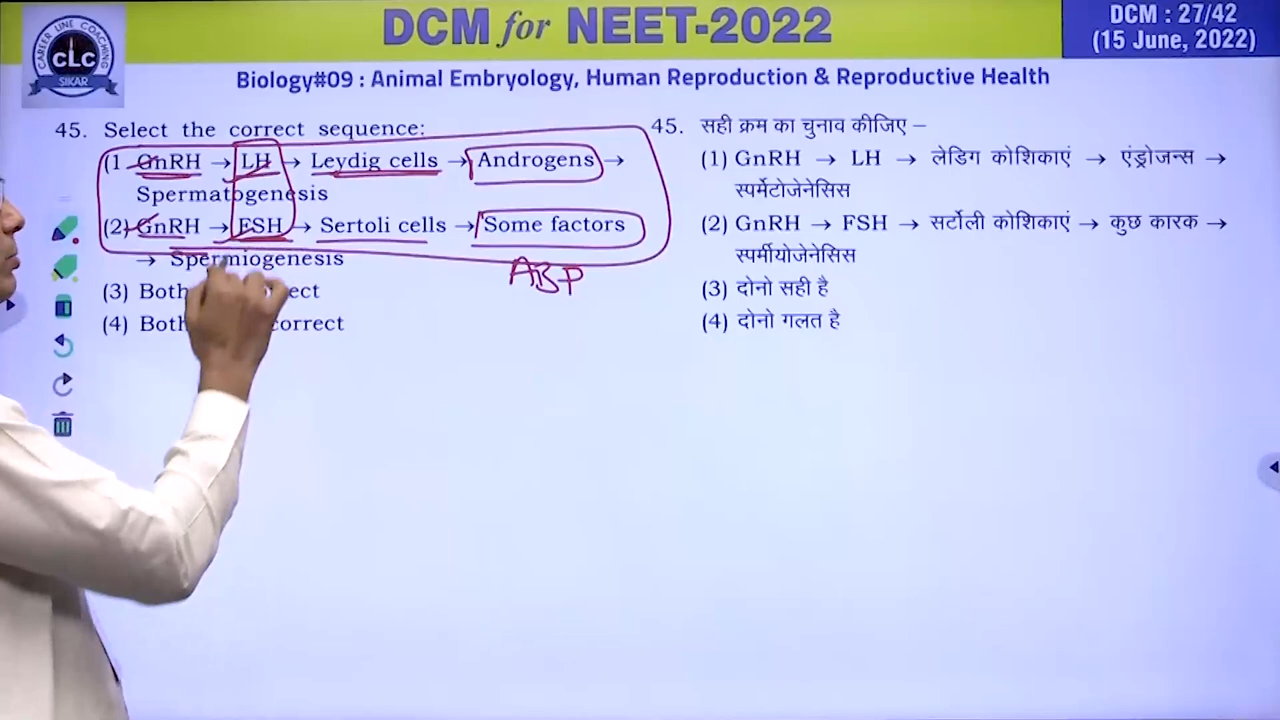 DCM for NEET-2022
DCM : 27/42
(15 June, 2022)
CAREER LINE COACHING
CLC
SIKAR
Biology#09 : Animal Embryology, Human Reproduction & Reproductive Health
45. Select the correct sequence:
(1 GnRH → LH → Leydig cells → Androgens →
Spermatogenesis
(2) GnRH → FSH → Sertoli cells → Some factors
→ Spermiogenesis
ABP
(3) Both
(4) Both
45. सही क्रम का चुनाव कीजिए –
(1) GnRH → LH → लेडिग कोशिकाएं → एंड्रोजन्स →
स्पर्मेटोजेनेसिस
(2) GnRH → FSH → सर्टोली कोशिकाएं → कुछ कारक →
स्पर्मीयोजेनेसिस
(3) दोनो सही है
(4) दोनो गलत है